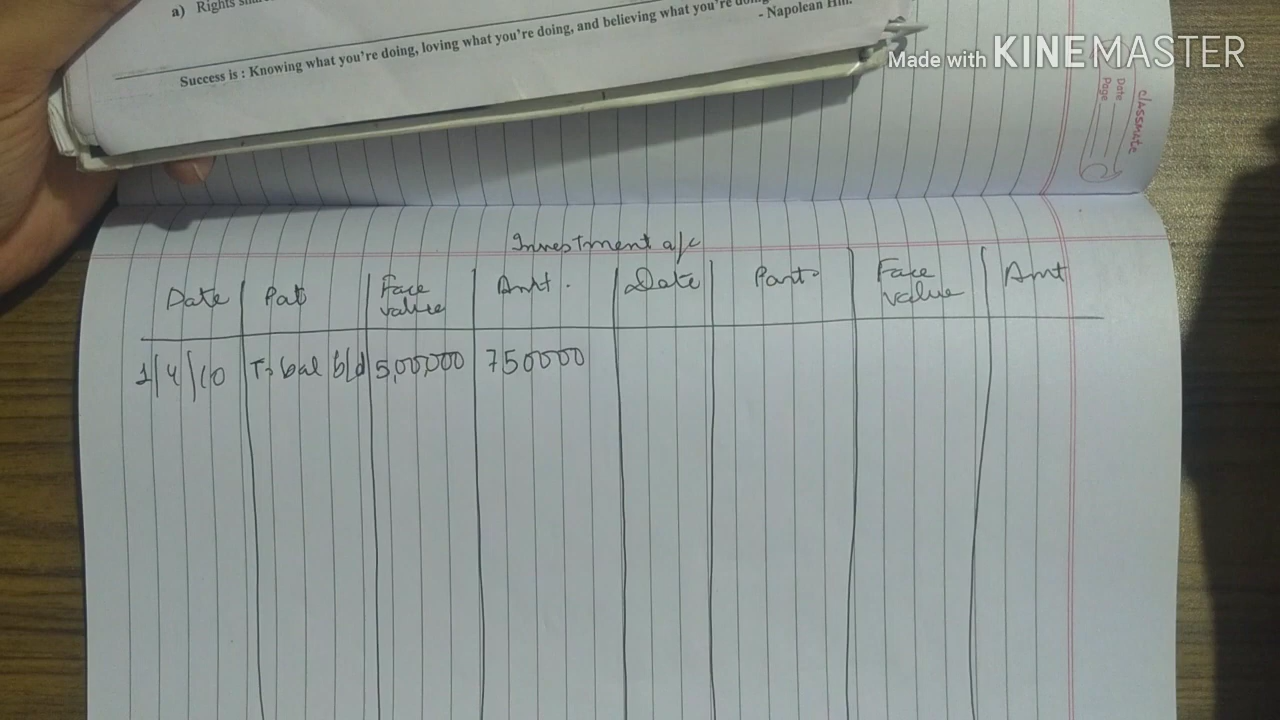 a) Rights
Success is : Knowing what you're doing, loving what you're doing, and believing what you're
- Napolean Hill.
Made with KINEMASTER
classmate
Date
Page
Investment a/c
Date Pat Face value Amt. Date Part. Face value Amt
1/4/10 To bal b/d 5,00,000 750000